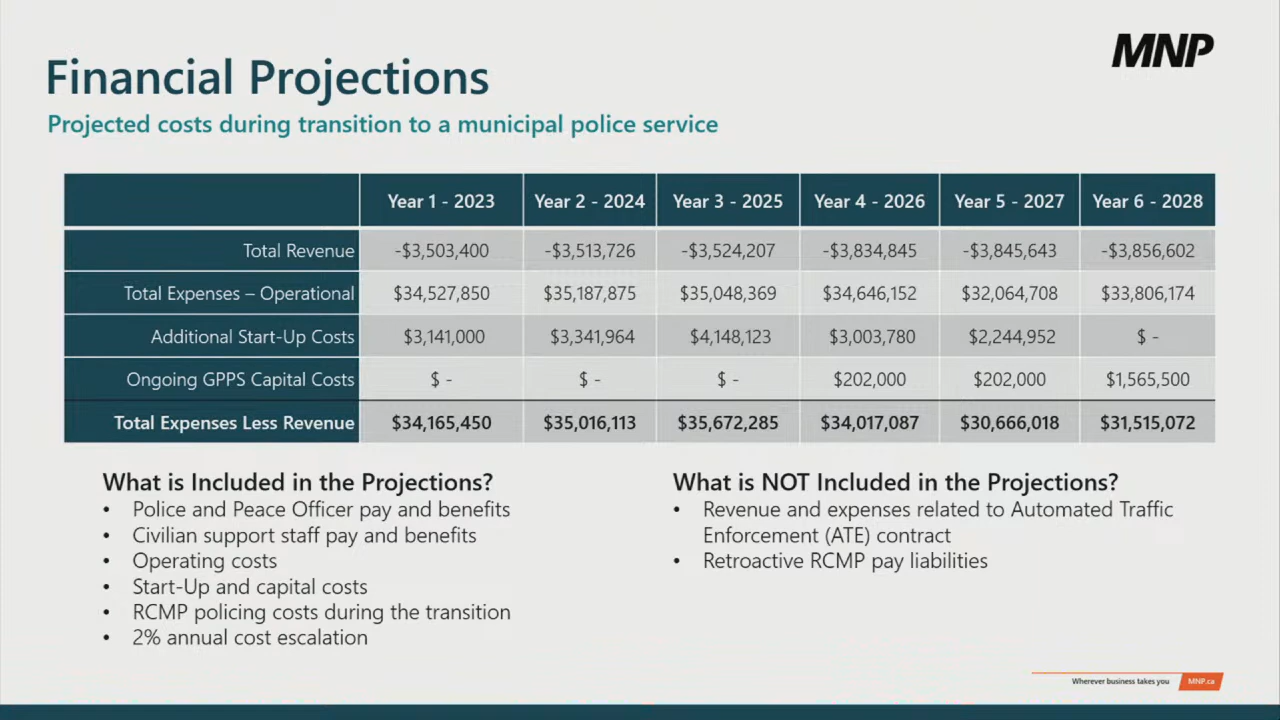 MNP
Financial Projections
Projected costs during transition to a municipal police service
Year 1 - 2023 Year 2 - 2024 Year 3 - 2025 Year 4 - 2026 Year 5 - 2027 Year 6 - 2028
Total Revenue -$3,503,400 -$3,513,726 -$3,524,207 -$3,834,845 -$3,845,643 -$3,856,602
Total Expenses – Operational $34,527,850 $35,187,875 $35,048,369 $34,646,152 $32,064,708 $33,806,174
Additional Start-Up Costs $3,141,000 $3,341,964 $4,148,123 $3,003,780 $2,244,952 $ -
Ongoing GPPS Capital Costs $ - $ - $ - $202,000 $202,000 $1,565,500
Total Expenses Less Revenue $34,165,450 $35,016,113 $35,672,285 $34,017,087 $30,666,018 $31,515,072
What is Included in the Projections?
• Police and Peace Officer pay and benefits
• Civilian support staff pay and benefits
• Operating costs
• Start-Up and capital costs
• RCMP policing costs during the transition
• 2% annual cost escalation
What is NOT Included in the Projections?
• Revenue and expenses related to Automated Traffic
Enforcement (ATE) contract
• Retroactive RCMP pay liabilities
Wherever business takes you MNP.ca